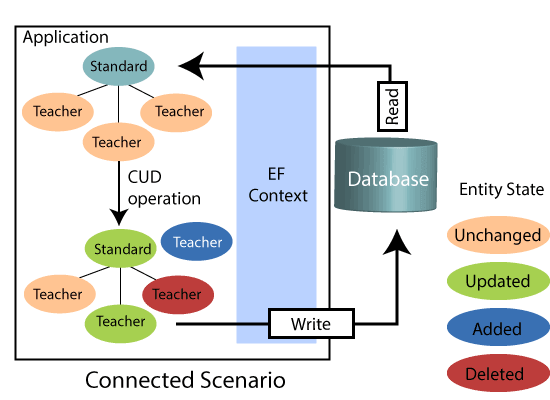 Application
Standard
Teacher
Teacher
Teacher
CUD
operation
Standard
Teacher
Teacher
Teacher
Teacher
EF
Context
Read
Write
Database
Entity State
Unchanged
Updated
Added
Deleted
Connected Scenario